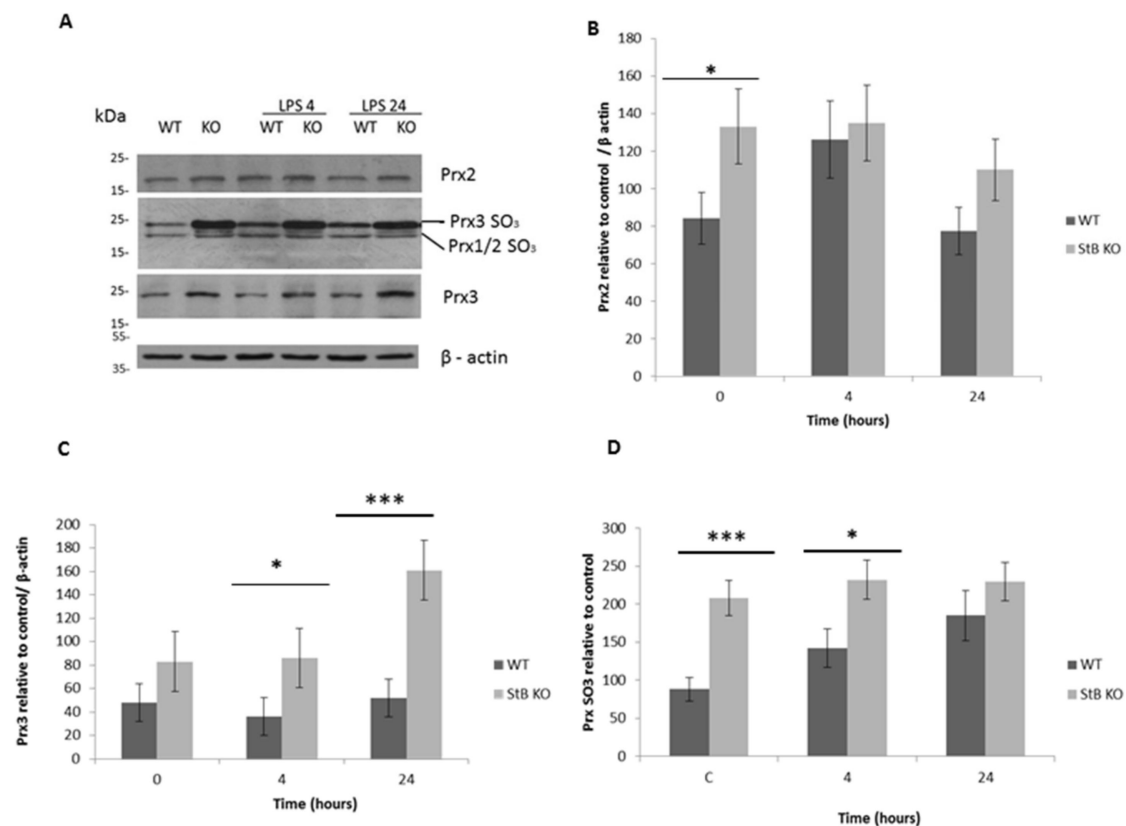 A
kDa
LPS 4 LPS 24
WT KO WT KO WT KO
25-
15-
Prx2
25-
15-
Prx3 SO₃
Prx1/2 SO₃
25-
15-
Prx3
55-
35-
β - actin
B
180
160
140
120
100
80
60
40
20
0
Prx2 relative to control / β actin
*
0 4 24
Time (hours)
WT
StB KO
C
200
180
160
140
120
100
80
60
40
20
0
Prx3 relative to control/ β-actin
*
***
0 4 24
Time (hours)
WT
StB KO
D
300
250
200
150
100
50
0
Prx SO3 relative to control
***
*
C 4 24
Time (hours)
WT
StB KO